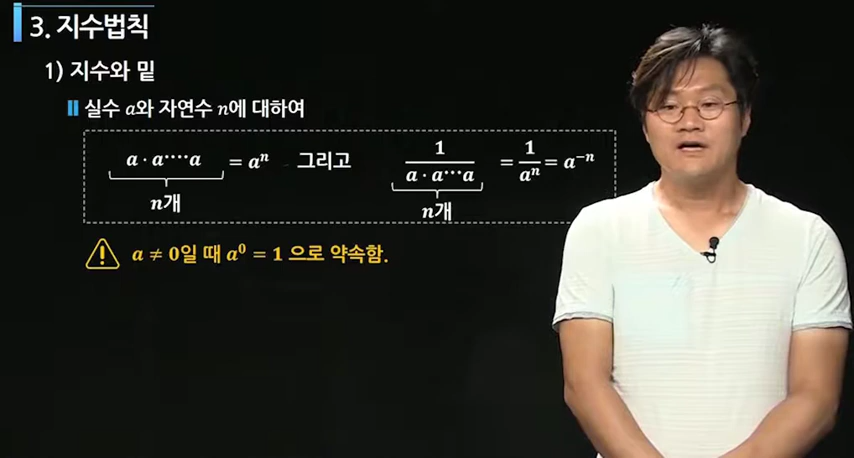 3. 지수법칙
1) 지수와 밑
실수 a와 자연수 n에 대하여
a · a····a = aⁿ 그리고 1/(a · a···a) = 1/aⁿ = a⁻ⁿ
n개 n개
a ≠ 0일 때 a⁰ = 1 으로 약속함.